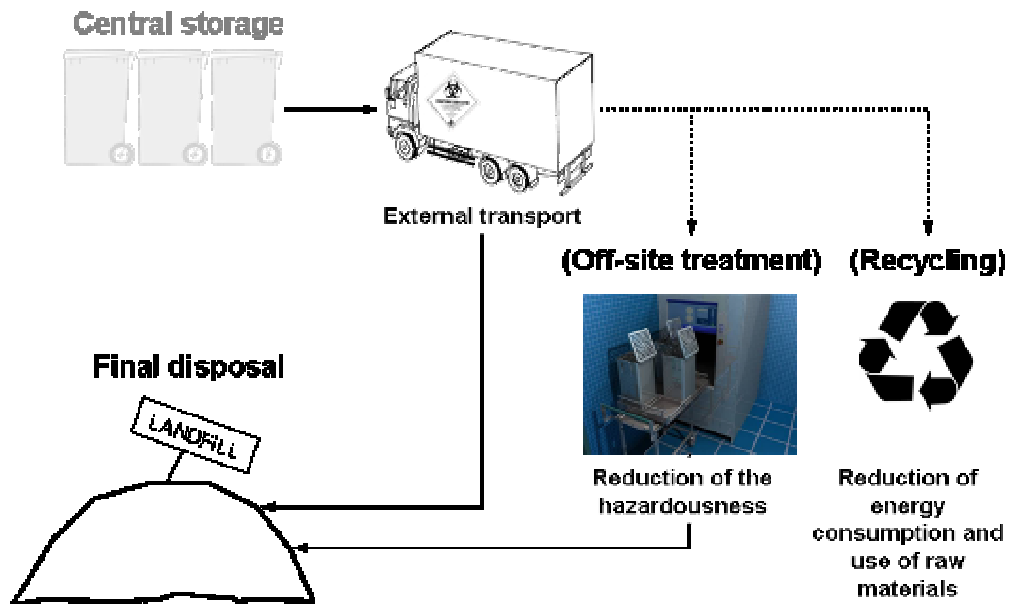 Central storage
External transport
(Off-site treatment)
(Recycling)
Final disposal
LANDFILL
Reduction of the
hazardousness
Reduction of
energy
consumption and
use of raw
materials